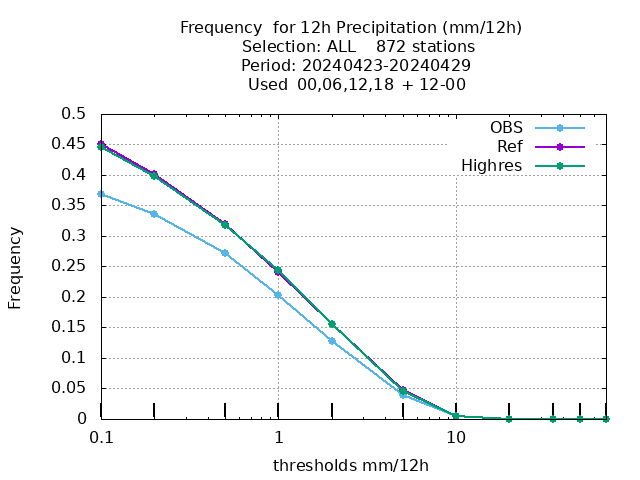 Frequency  for 12h Precipitation (mm/12h)
Selection: ALL    872 stations
Period: 20240423-20240429
Used  00,06,12,18  + 12-00
OBS
Ref
Highres
0.5
0.45
0.4
0.35
0.3
0.25
0.2
0.15
0.1
0.05
0
Frequency
0.1
1
10
thresholds mm/12h